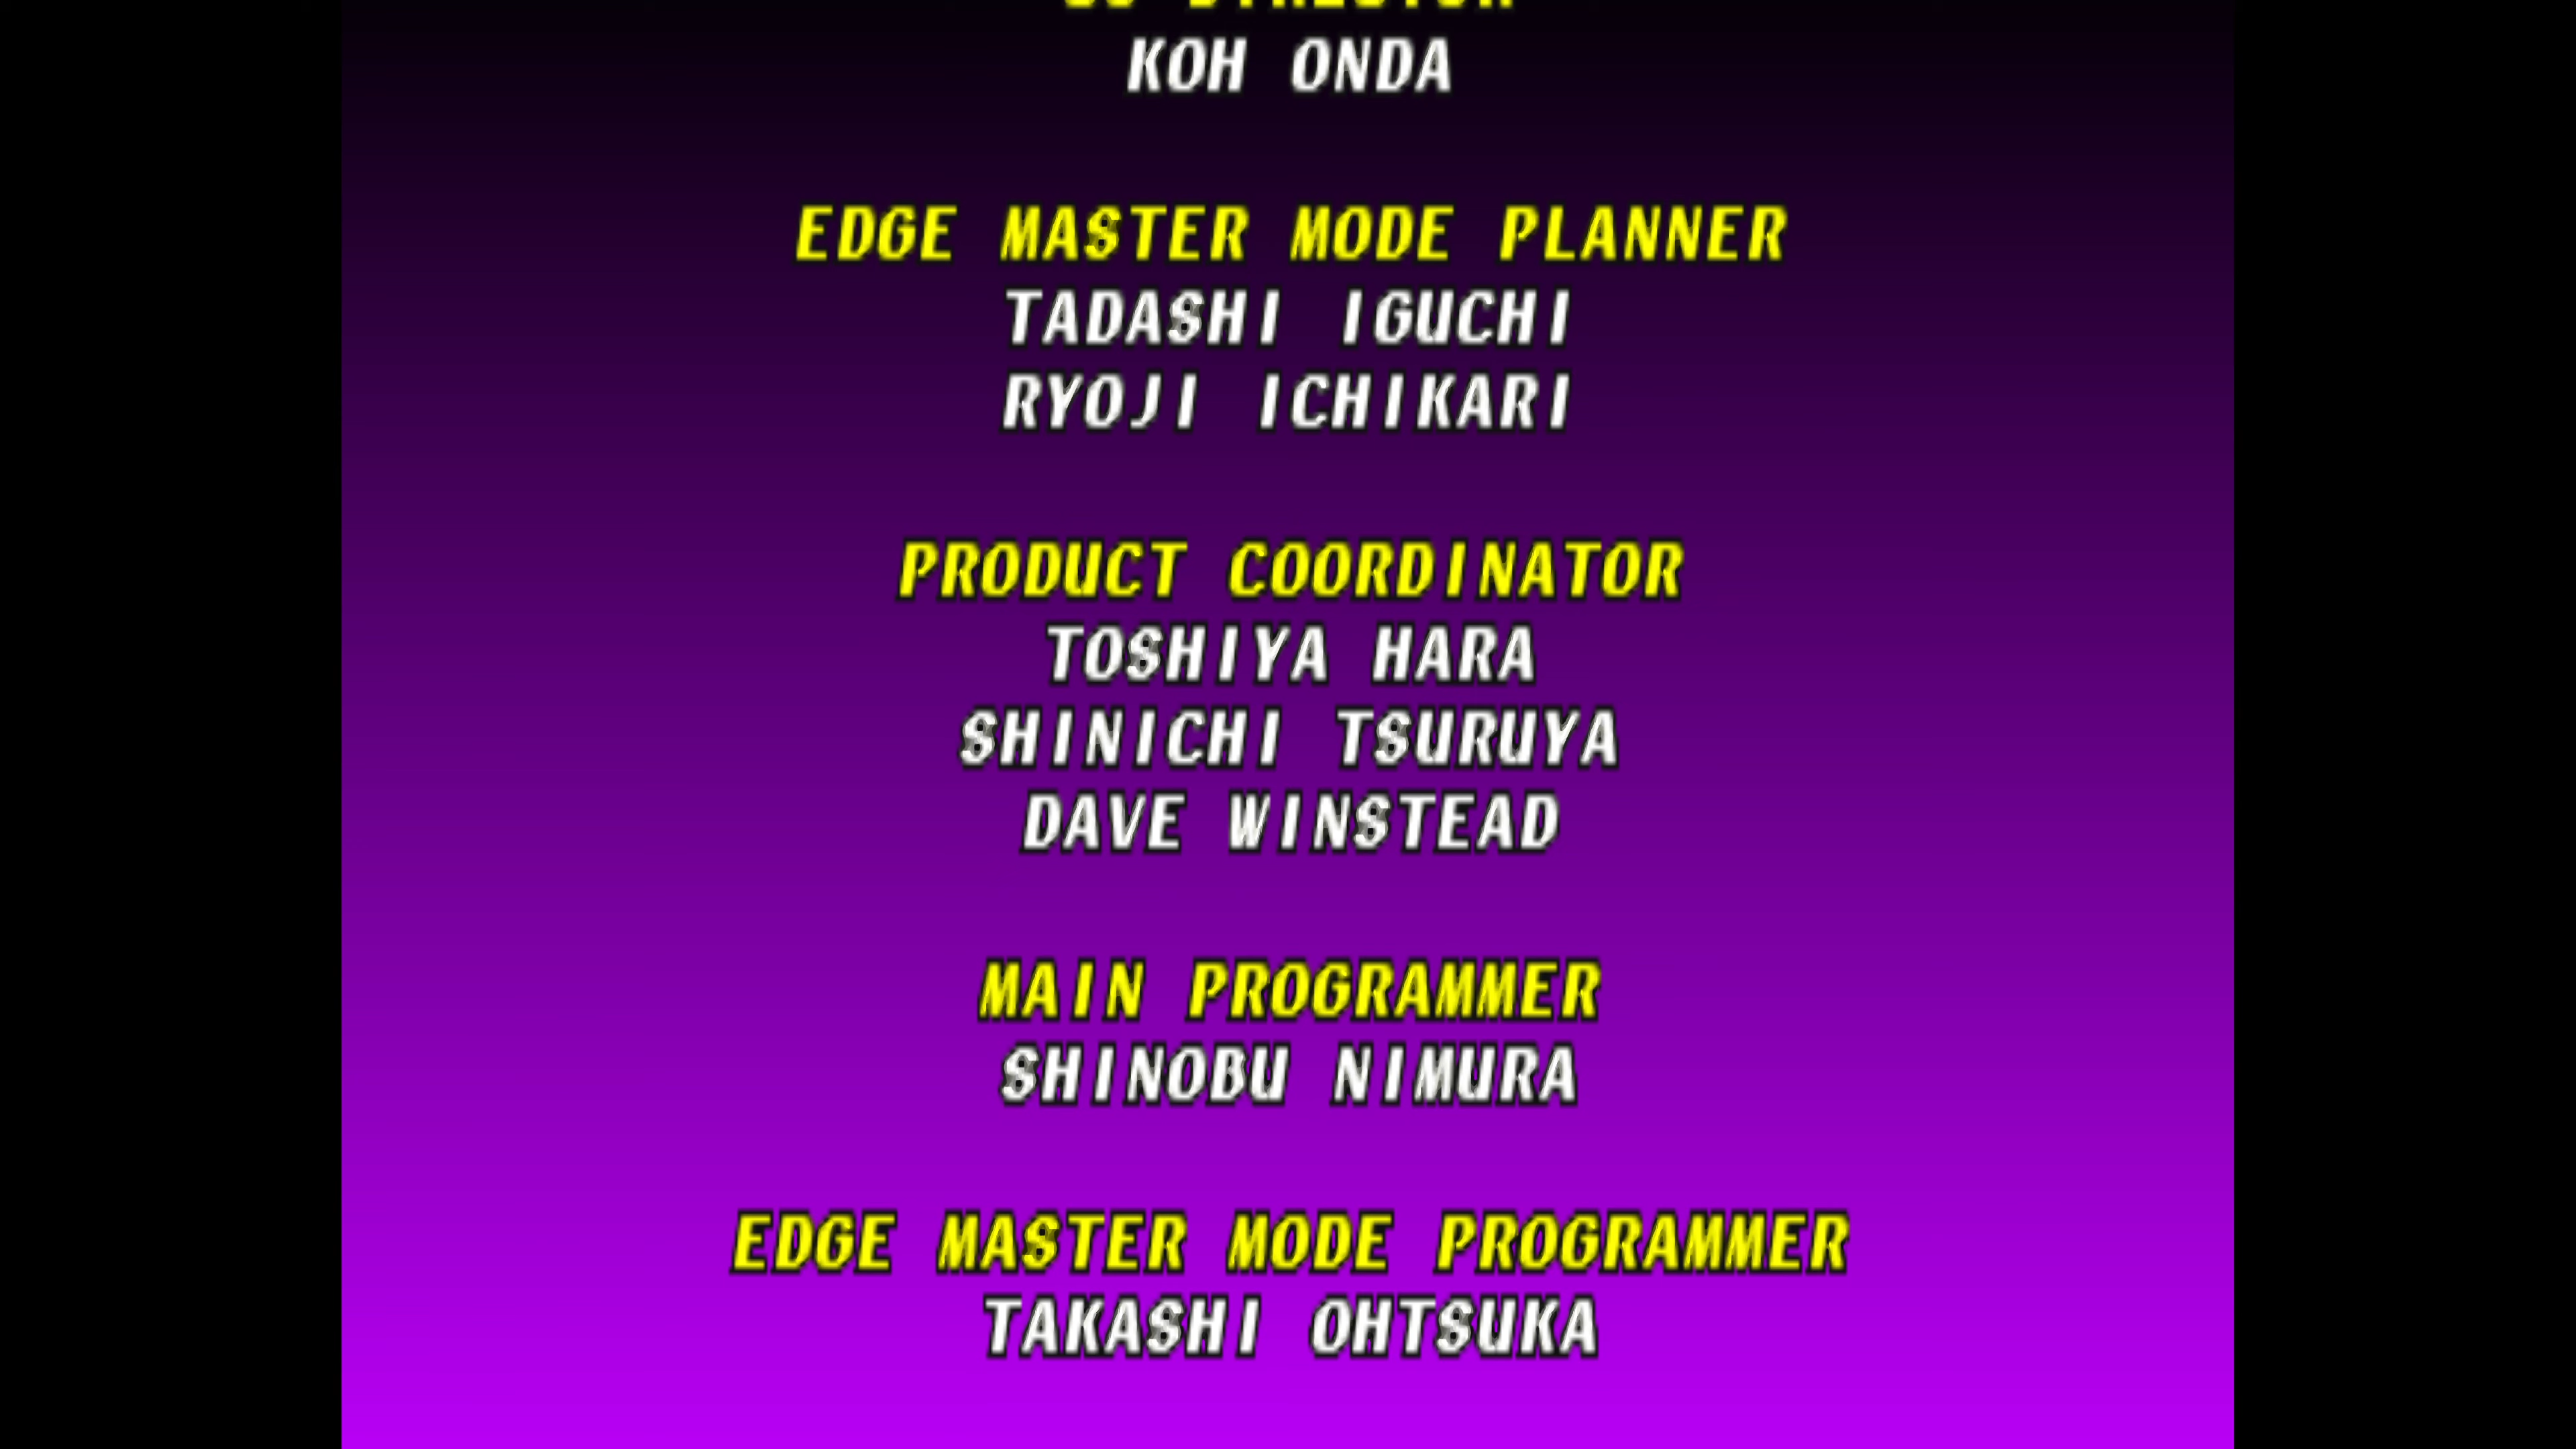 KOH ONDA
EDGE MASTER MODE PLANNER
TADASHI IGUCHI
RYOJI ICHIKARI
PRODUCT COORDINATOR
TOSHIYA HARA
SHINICHI TSURUYA
DAVE WINSTEAD
MAIN PROGRAMMER
SHINOBU NIMURA
EDGE MASTER MODE PROGRAMMER
TAKASHI OHTSUKA